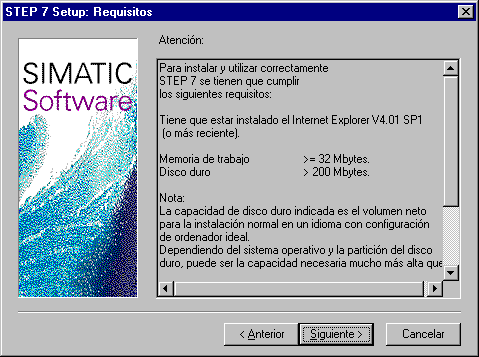 STEP 7 Setup: Requisitos
SIMATIC
Software
Atención:
Para instalar y utilizar correctamente
STEP 7 se tienen que cumplir
los siguientes requisitos:
Tiene que estar instalado el Internet Explorer V4.01 SP1
(o más reciente).
Memoria de trabajo >= 32 Mbytes.
Disco duro > 200 Mbytes.
Nota:
La capacidad de disco duro indicada es el volumen neto
para la instalación normal en un idioma con configuración
de ordenador ideal.
Dependiendo del sistema operativo y la partición del disco
duro, puede ser la capacidad necesaria mucho más alta que
< Anterior
Siguiente >
Cancelar